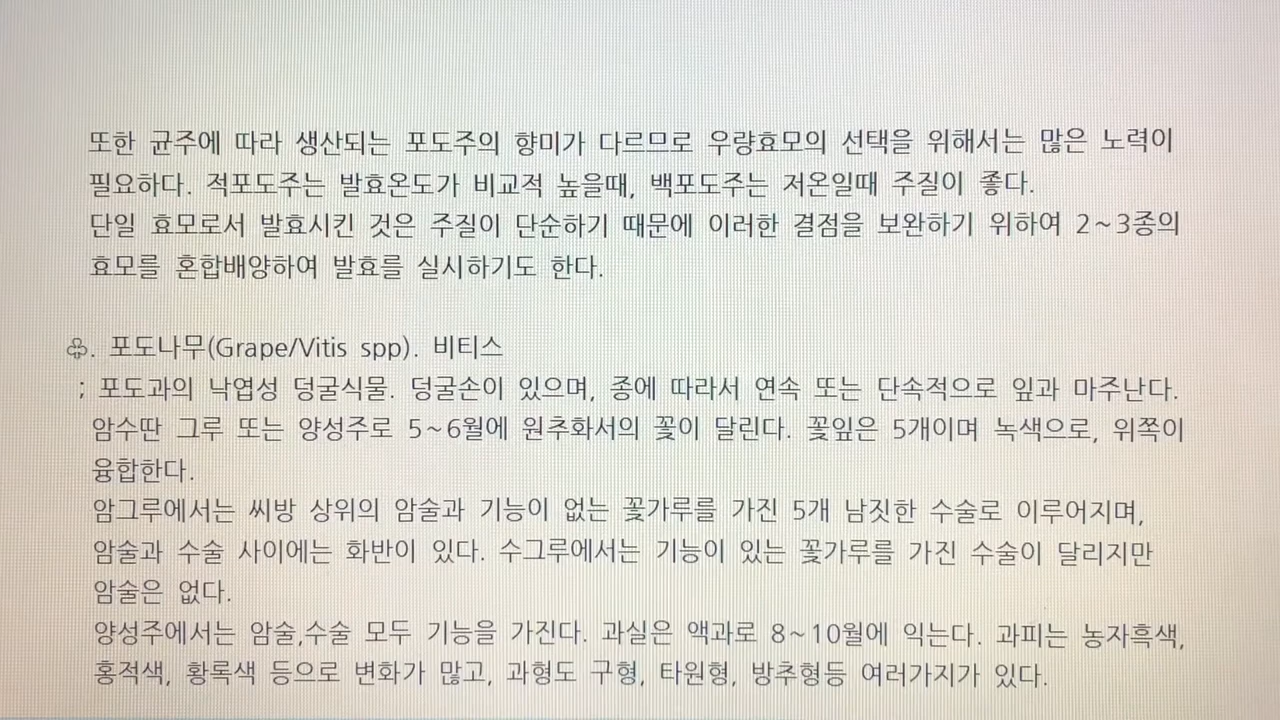 또한 균주에 따라 생산되는 포도주의 향미가 다르므로 우량효모의 선택을 위해서는 많은 노력이
필요하다. 적포도주는 발효온도가 비교적 높을때, 백포도주는 저온일때 주질이 좋다.
단일 효모로서 발효시킨 것은 주질이 단순하기 때문에 이러한 결점을 보완하기 위하여 2~3종의
효모를 혼합배양하여 발효를 실시하기도 한다.
♧. 포도나무(Grape/Vitis spp). 비티스
; 포도과의 낙엽성 덩굴식물. 덩굴손이 있으며, 종에 따라서 연속 또는 단속적으로 잎과 마주난다.
암수딴 그루 또는 양성주로 5~6월에 원추화서의 꽃이 달린다. 꽃잎은 5개이며 녹색으로, 위쪽이
융합한다.
암그루에서는 씨방 상위의 암술과 기능이 없는 꽃가루를 가진 5개 남짓한 수술로 이루어지며,
암술과 수술 사이에는 화반이 있다. 수그루에서는 기능이 있는 꽃가루를 가진 수술이 달리지만
암술은 없다.
양성주에서는 암술,수술 모두 기능을 가진다. 과실은 액과로 8~10월에 익는다. 과피는 농자흑색,
홍적색, 황록색 등으로 변화가 많고, 과형도 구형, 타원형, 방추형등 여러가지가 있다.